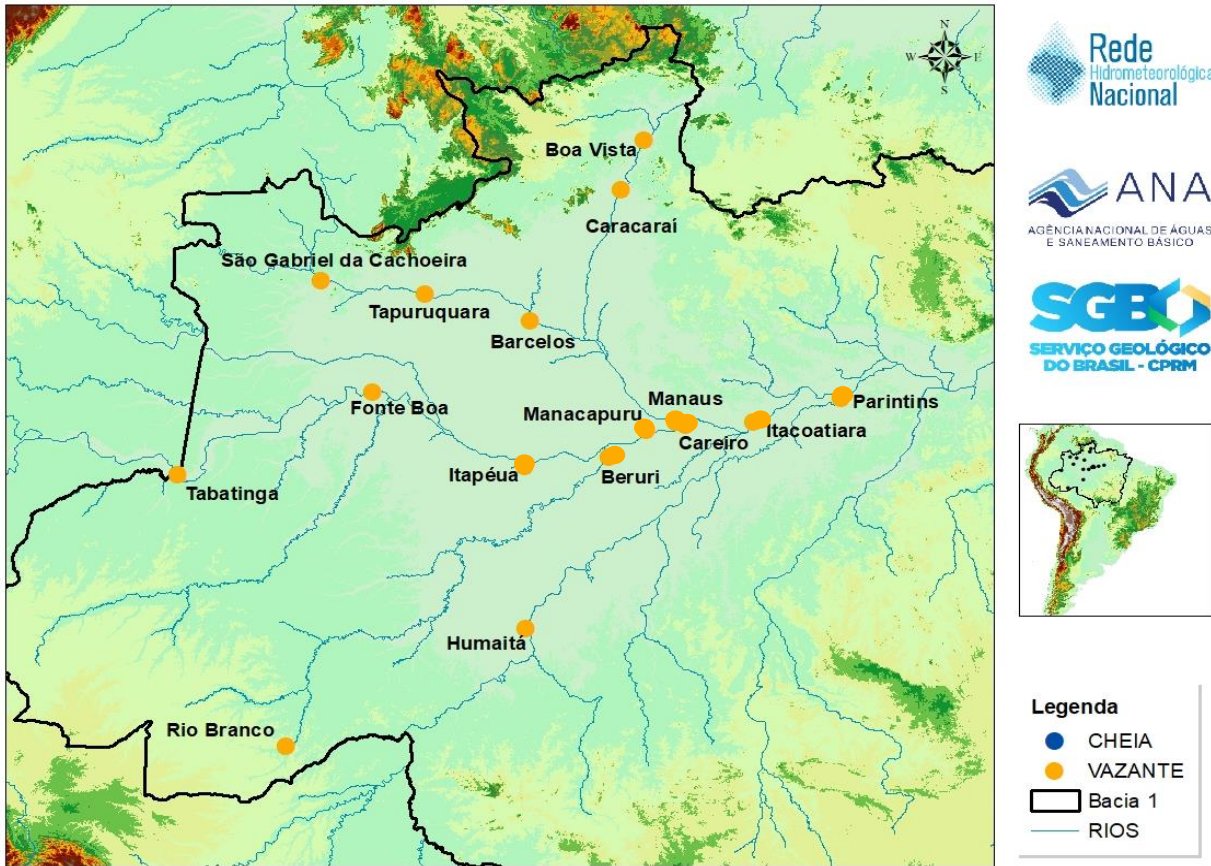 N
W
E
S
Boa Vista
Caracaraí
São Gabriel da Cachoeira
Tapuruquara
Barcelos
Fonte Boa
Manaus
Parintins
Manacapuru
Careiro
Itacoatiara
Itapéuá
Beruri
Tabatinga
Humaitá
Rio Branco
Rede
Hidrometeorológica
Nacional
ANA
AGÊNCIA NACIONAL DE ÁGUAS
E SANEAMENTO BÁSICO
SGB
SERVIÇO GEOLÓGICO
DO BRASIL - CPRM
Legenda
CHEIA
VAZANTE
Bacia 1
RIOS